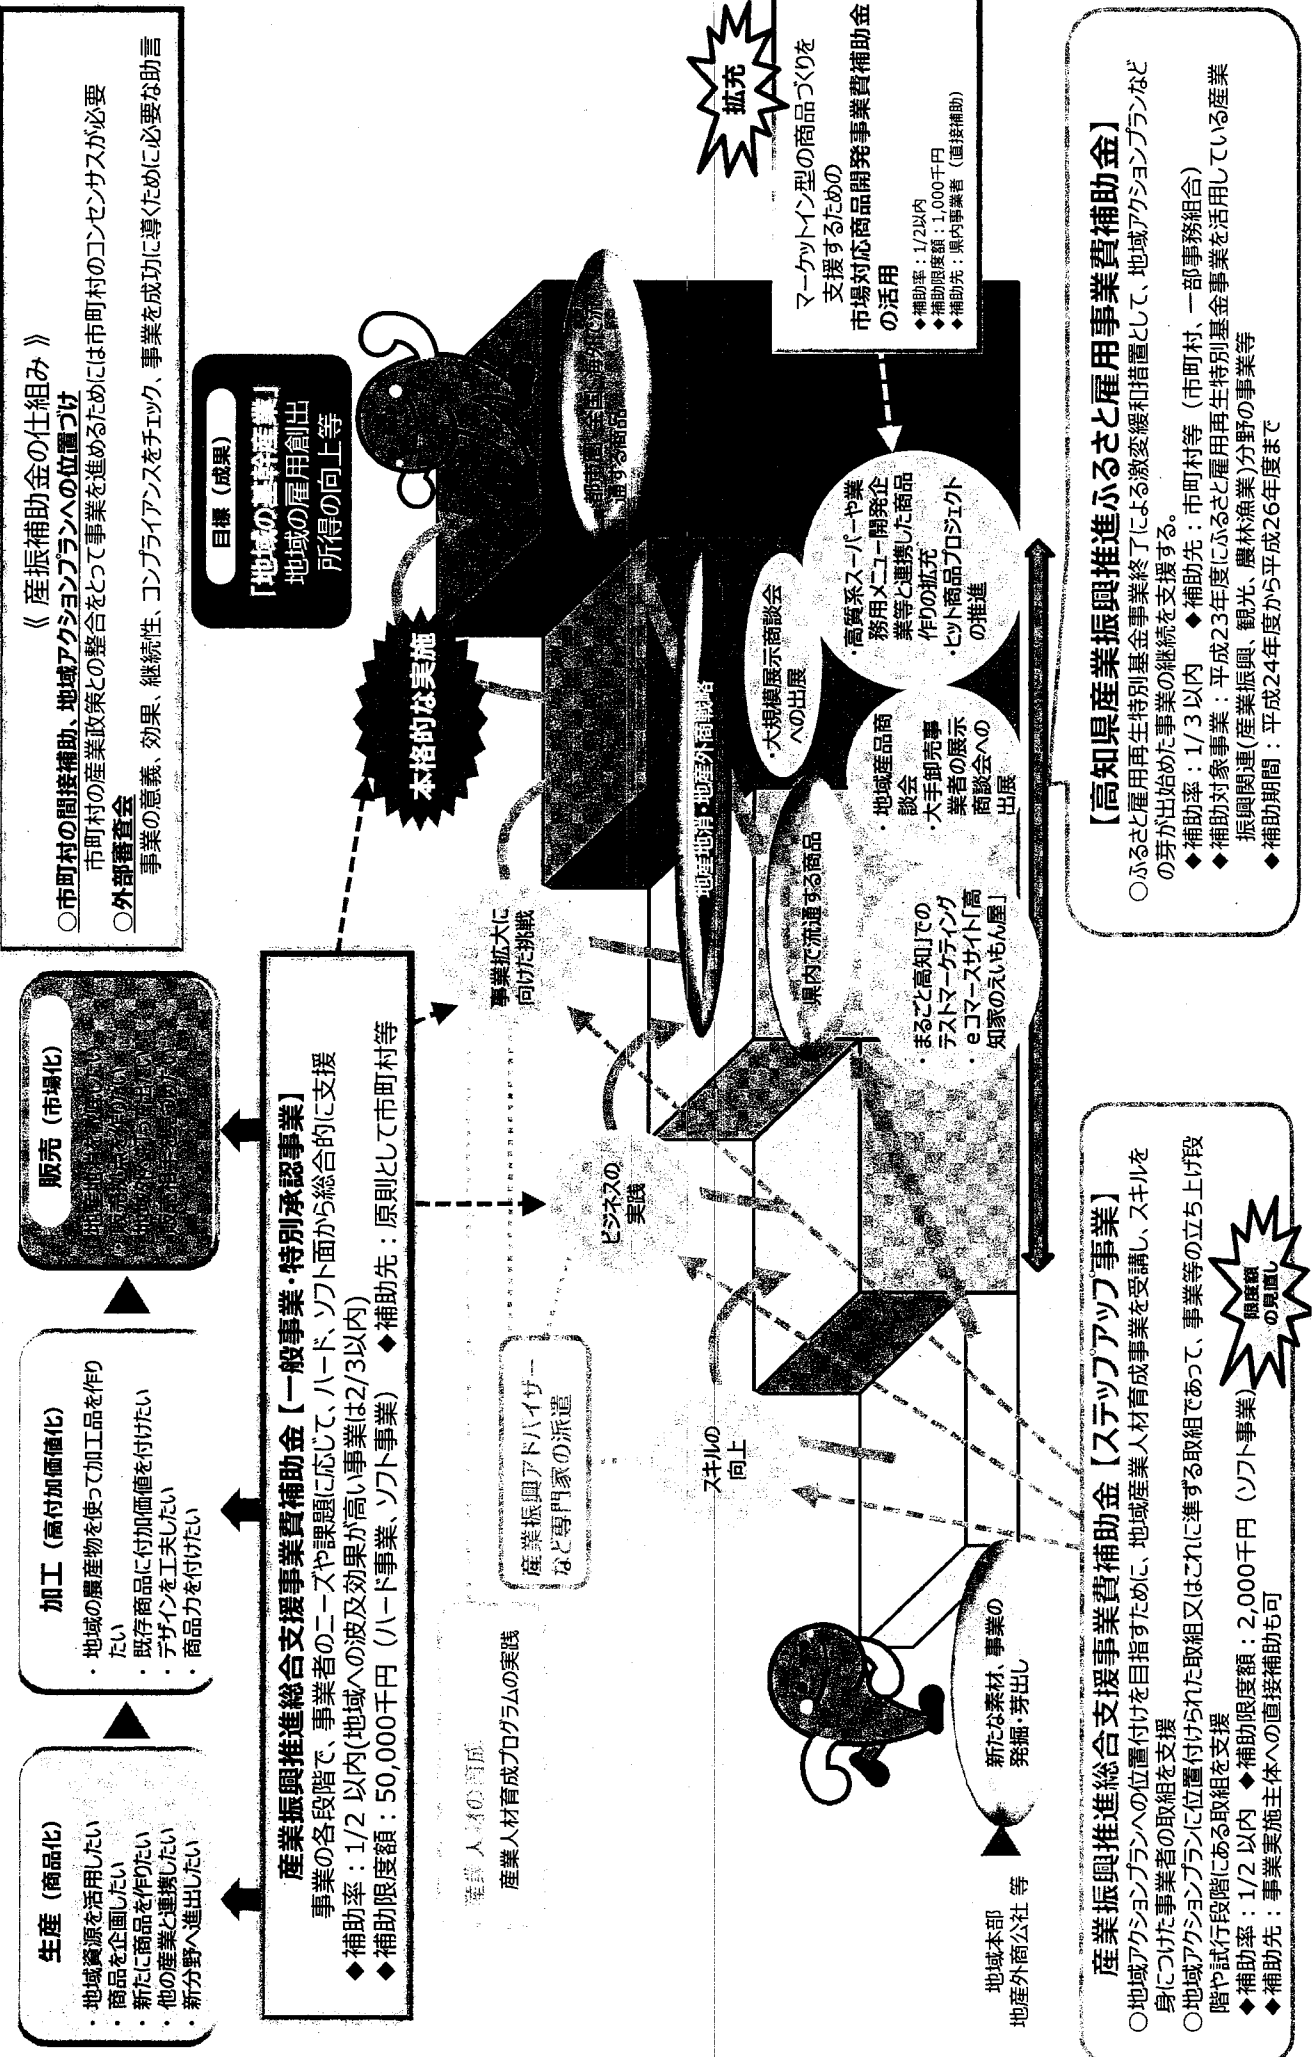 生産（商品化）
・地域資源を活用したい
・商品を企画したい
・新たに商品を作りたい
・他の産業と連携したい
・新分野へ進出したい
加工（高付加価値化）
・地域の農産物を使って加工品を作り
たい
・既存商品に付加価値を付けたい
・デザインを工夫したい
・商品力を付けたい
販売（市場化）
《 産振補助金の仕組み 》
○市町村の間接補助、地域アクションプランへの位置づけ
市町村の産業政策との整合をとって事業を進めるためには市町村のコンセンサスが必要
○外部審査会
事業の意義、効果、継続性、コンプライアンスをチェック、事業を成功に導くために必要な助言
産業振興推進総合支援事業費補助金【一般事業・特別承認事業】
事業の各段階で、事業者のニーズや課題に応じて、ハード、ソフト面から総合的に支援
◆補助率：1/2 以内(地域への波及効果が高い事業は2/3以内)
◆補助限度額：50,000千円（ハード事業、ソフト事業） ◆補助先：原則として市町村等
目標（成果）
「地域の基幹産業」
地域の雇用創出
所得の向上等
本格的な実施
事業拡大に
向けた挑戦
ビジネスの
実践
スキルの
向上
産業人材育成プログラムの実践
産業振興アドバイザー
など専門家の派遣
地産地消・地産外商戦略
県内で流通する商品
通する商品
新たな素材、事業の
発掘・芽出し
地域本部
地産外商公社 等
・まるごと高知」での
テストマーケティング
・eコマースサイト「高
知家のえいもん屋」
・地域産品商
談会
・大手卸売事
業者の展示
商談会への
出展
・大規模展示商談会
への出展
・高質系スーパーや業
務用メニュー開発企
業等と連携した商品
作りの拡充
・ヒット商品プロジェクト
の推進
拡充
マーケットイン型の商品づくりを
支援するための
市場対応商品開発事業費補助金
の活用
◆補助率：1/2以内
◆補助限度額：1,000千円
◆補助先：県内事業者（直接補助）
産業振興推進総合支援事業費補助金【ステップアップ事業】
○地域アクションプランへの位置付けを目指すために、地域産業人材育成事業を受講し、スキルを
身につけた事業者の取組を支援
○地域アクションプランに位置付けられた取組又はこれに準ずる取組であって、事業等の立ち上げ段
階や試行段階にある取組を支援
◆補助率：1/2 以内 ◆補助限度額：2,000千円（ソフト事業）
◆補助先：事業実施主体への直接補助も可
限度額
の見直し
【高知県産業振興推進ふるさと雇用事業費補助金】
○ふるさと雇用再生特別基金事業終了による激変緩和措置として、地域アクションプランなど
の芽が出始めた事業の継続を支援する。
◆補助率：1/3 以内 ◆補助先：市町村等（市町村、一部事務組合）
◆補助対象事業：平成23年度にふるさと雇用再生特別基金事業を活用している産業
振興関連(産業振興、観光、農林漁業)分野の事業等
◆補助期間：平成24年度から平成26年度まで